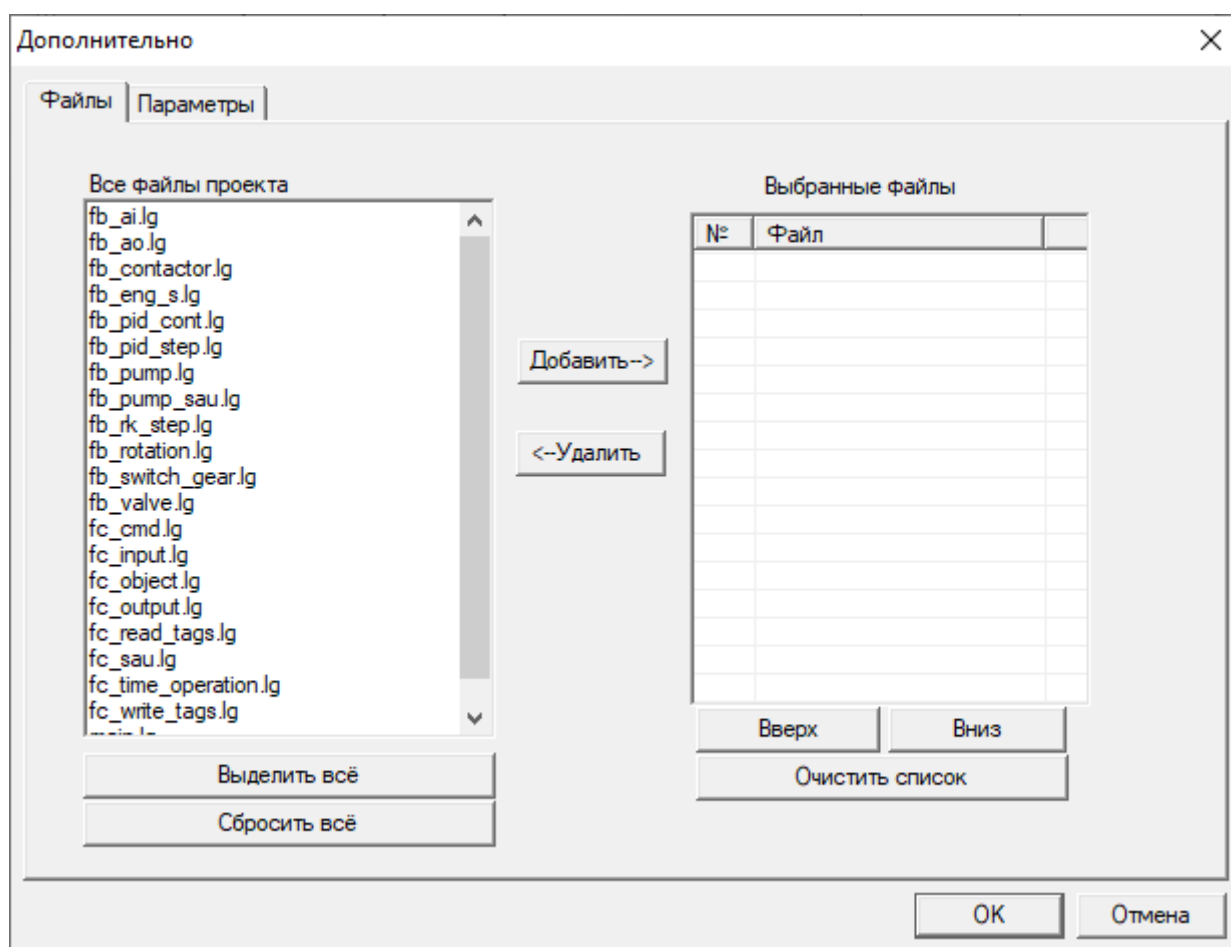 Дополнительно
Файлы
Параметры
Все файлы проекта
Выбранные файлы
fb_ai.lg
fb_ao.lg
fb_contactor.lg
fb_eng_s.lg
fb_pid_cont.lg
fb_pid_step.lg
fb_pump.lg
fb_pump_sau.lg
fb_rk_step.lg
fb_rotation.lg
fb_switch_gear.lg
fb_valve.lg
fc_cmd.lg
fc_input.lg
fc_object.lg
fc_output.lg
fc_read_tags.lg
fc_sau.lg
fc_time_operation.lg
fc_write_tags.lg
Выделить всё
Сбросить всё
Добавить-->
<--Удалить
№ Файл
Вверх
Вниз
Очистить список
OK
Отмена